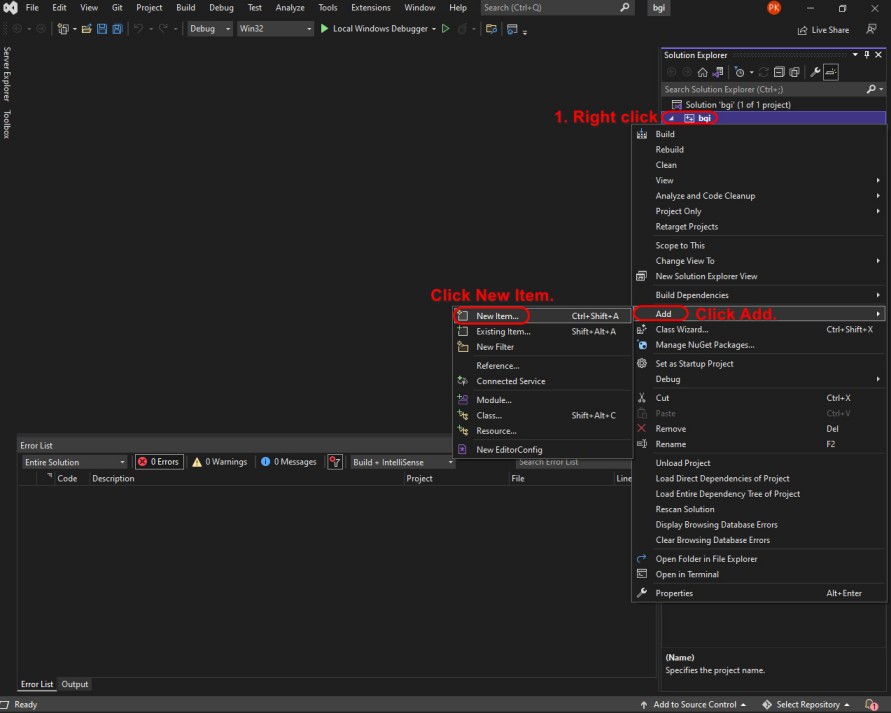 File Edit View Git Project Build Debug Test Analyze Tools Extensions Window Help Search (Ctrl+Q) bgi PK
Debug Win32 Local Windows Debugger Live Share
Server Explorer
Toolbox
Solution Explorer
Search Solution Explorer (Ctrl+;)
Solution 'bgi' (1 of 1 project)
1. Right click bgi
Build
Rebuild
Clean
View
Analyze and Code Cleanup
Project Only
Retarget Projects
Scope to This
Change View To
New Solution Explorer View
Build Dependencies
Add Click Add.
Class Wizard... Ctrl+Shift+X
Manage NuGet Packages...
Set as Startup Project
Debug
Cut Ctrl+X
Paste Ctrl+V
Remove Del
Rename F2
Unload Project
Load Direct Dependencies of Project
Load Entire Dependency Tree of Project
Rescan Solution
Display Browsing Database Errors
Clear Browsing Database Errors
Open Folder in File Explorer
Open in Terminal
Properties Alt+Enter
Click New Item.
New Item... Ctrl+Shift+A
Existing Item... Shift+Alt+A
New Filter
Reference...
Connected Service
Module...
Class... Shift+Alt+C
Resource...
New EditorConfig
Error List
Entire Solution 0 Errors 0 Warnings 0 Messages Build + IntelliSense Search Error List
Code Description Project File Line
(Name)
Specifies the project name.
Error List Output
Ready Add to Source Control Select Repository 1